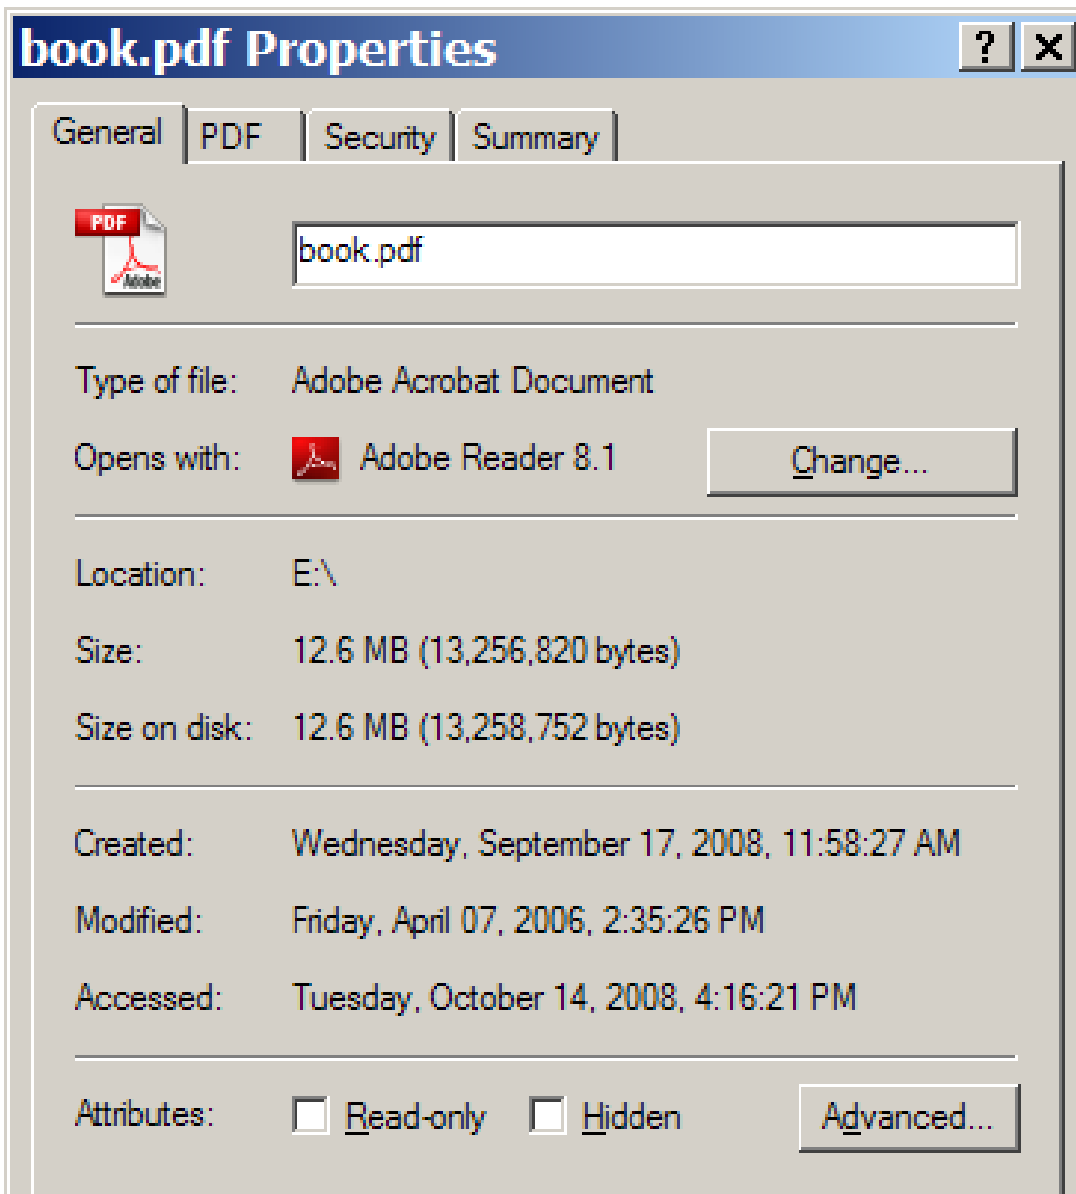 book.pdf Properties
General PDF Security Summary
PDF
Adobe
book.pdf
Type of file: Adobe Acrobat Document
Opens with: Adobe Reader 8.1 Change...
Location: E:\
Size: 12.6 MB (13,256,820 bytes)
Size on disk: 12.6 MB (13,258,752 bytes)
Created: Wednesday, September 17, 2008, 11:58:27 AM
Modified: Friday, April 07, 2006, 2:35:26 PM
Accessed: Tuesday, October 14, 2008, 4:16:21 PM
Attributes: Read-only Hidden Advanced...